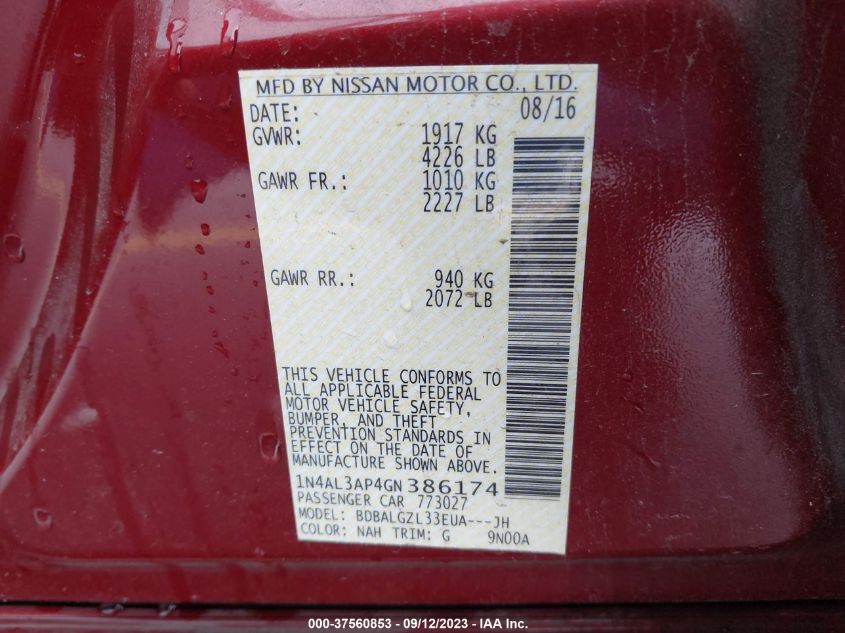 MFD BY NISSAN MOTOR CO., LTD.
DATE: 08/16
GVWR: 1917 KG
4226 LB
GAWR FR.: 1010 KG
2227 LB
GAWR RR.: 940 KG
2072 LB
THIS VEHICLE CONFORMS TO
ALL APPLICABLE FEDERAL
MOTOR VEHICLE SAFETY,
BUMPER, AND THEFT
PREVENTION STANDARDS IN
EFFECT ON THE DATE OF
MANUFACTURE SHOWN ABOVE.
1N4AL3AP4GN 386174
PASSENGER CAR 773027
MODEL: BDBALGZL33EUA---JH
COLOR: NAH TRIM: G 9N00A
000-37560853 - 09/12/2023 - IAA Inc.